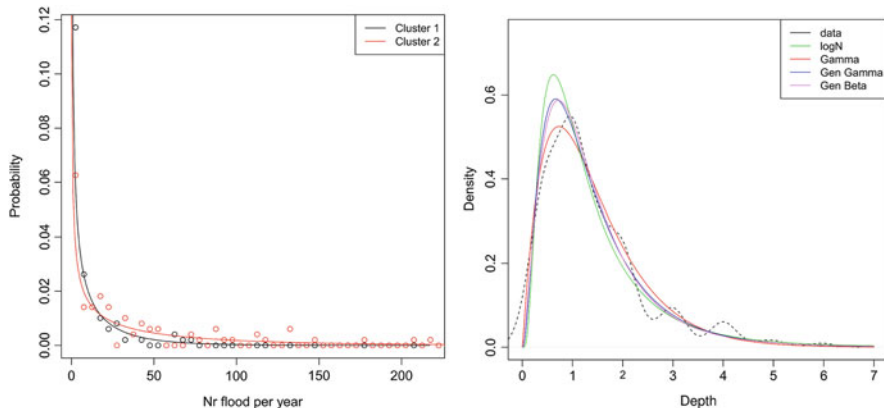 Cluster 1
Cluster 2
0.12
0.10
0.08
0.06
0.04
0.02
0.00
Probability
0 50 100 150 200
Nr flood per year
data
logN
Gamma
Gen Gamma
Gen Beta
0.6
0.4
0.2
0.0
Density
0 1 2 3 4 5 6 7
Depth